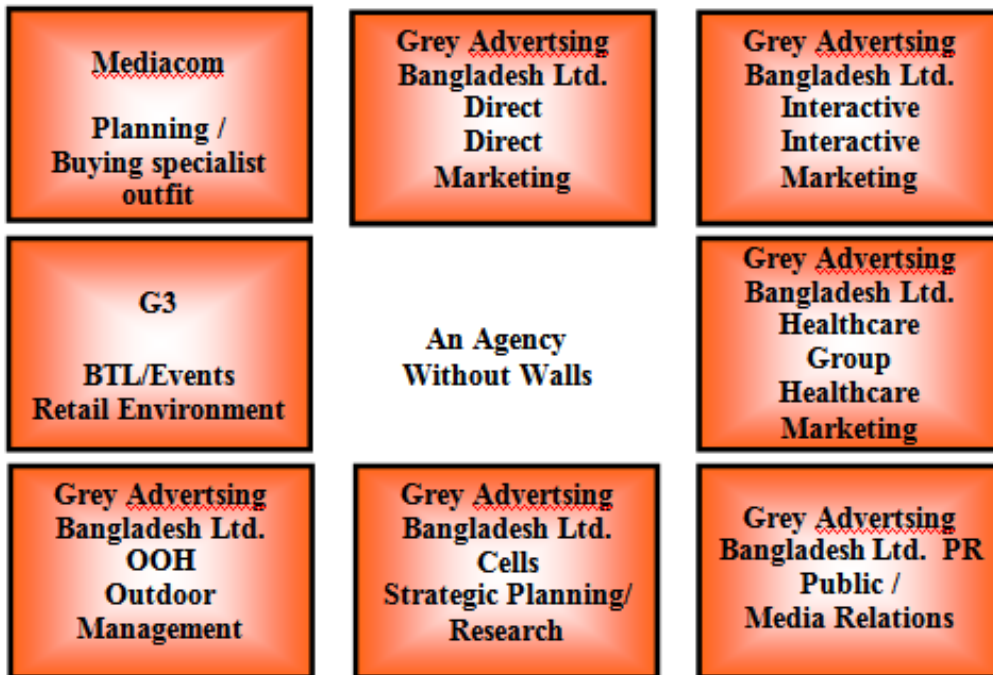 Mediacom
Planning /
Buying specialist
outfit
Grey Advertsing
Bangladesh Ltd.
Direct
Direct
Marketing
Grey Advertsing
Bangladesh Ltd.
Interactive
Interactive
Marketing
G3
BTL/Events
Retail Environment
An Agency
Without Walls
Grey Advertsing
Bangladesh Ltd.
Healthcare
Group
Healthcare
Marketing
Grey Advertsing
Bangladesh Ltd.
OOH
Outdoor
Management
Grey Advertsing
Bangladesh Ltd.
Cells
Strategic Planning/
Research
Grey Advertsing
Bangladesh Ltd. PR
Public /
Media Relations